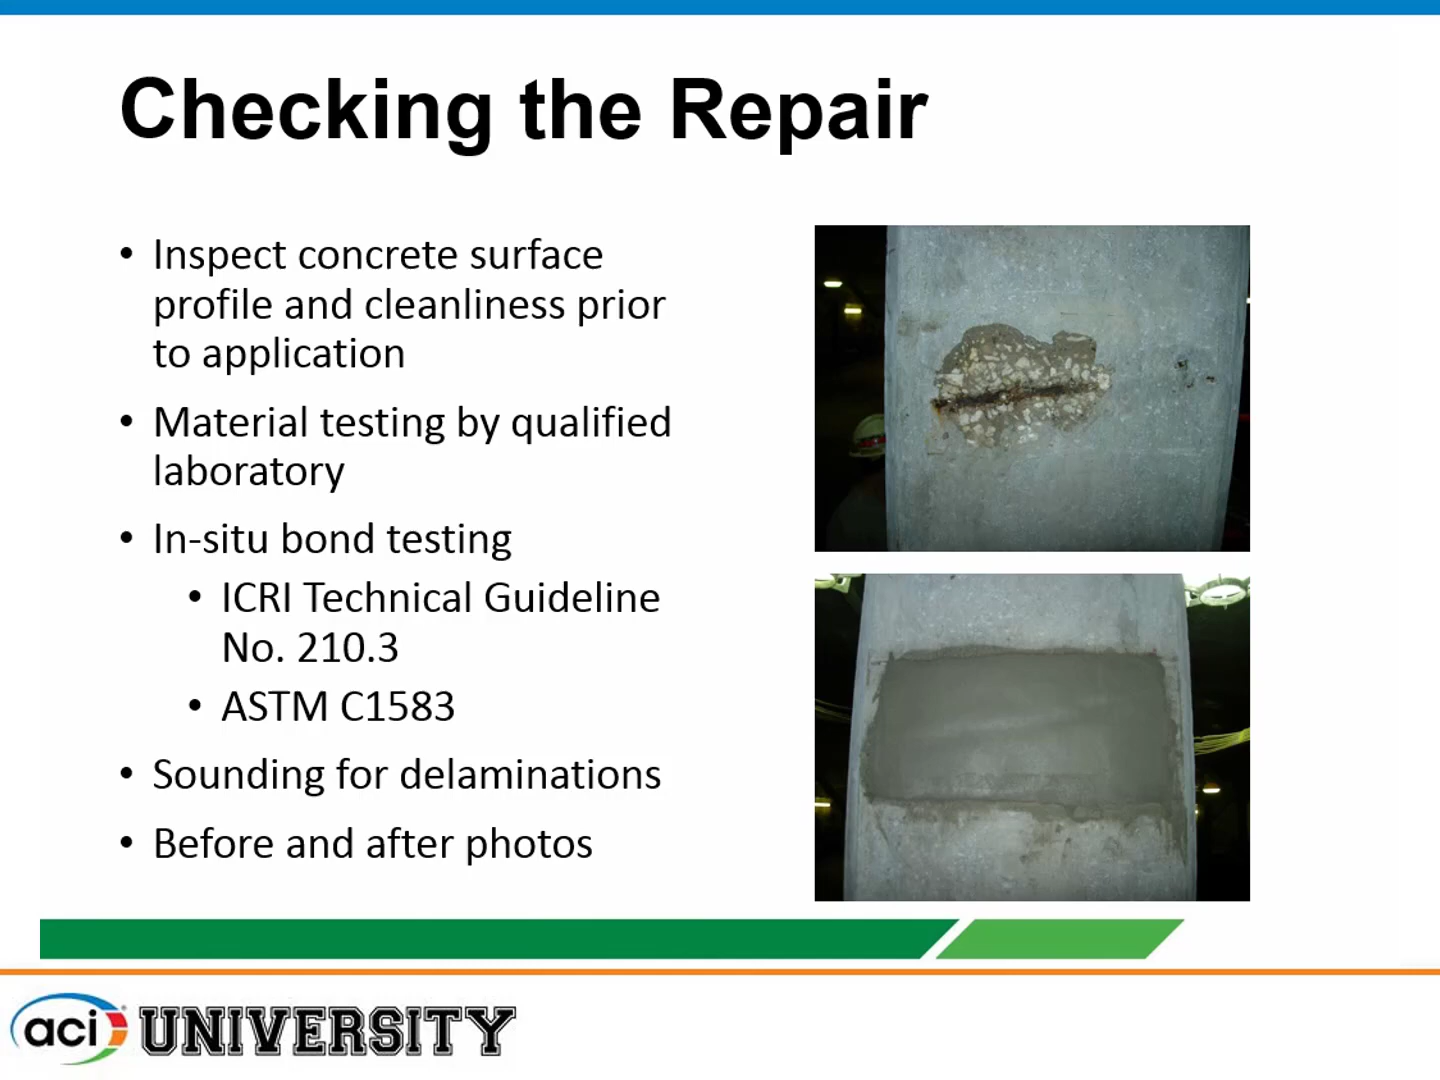 Checking the Repair
• Inspect concrete surface
profile and cleanliness prior
to application
• Material testing by qualified
laboratory
• In-situ bond testing
• ICRI Technical Guideline
No. 210.3
• ASTM C1583
• Sounding for delaminations
• Before and after photos
aci UNIVERSITY